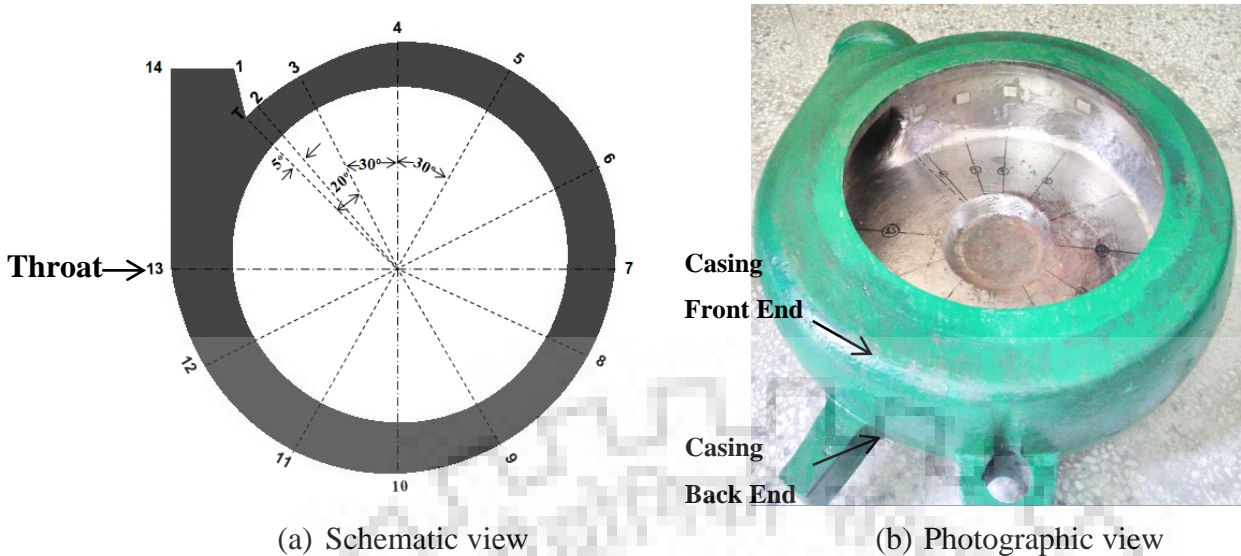 4
14
1
2
3
5
T
6
5°
20°
30°
30°
Throat
13
7
12
8
11
9
10
Casing
Front End
Casing
Back End
(a) Schematic view
(b) Photographic view